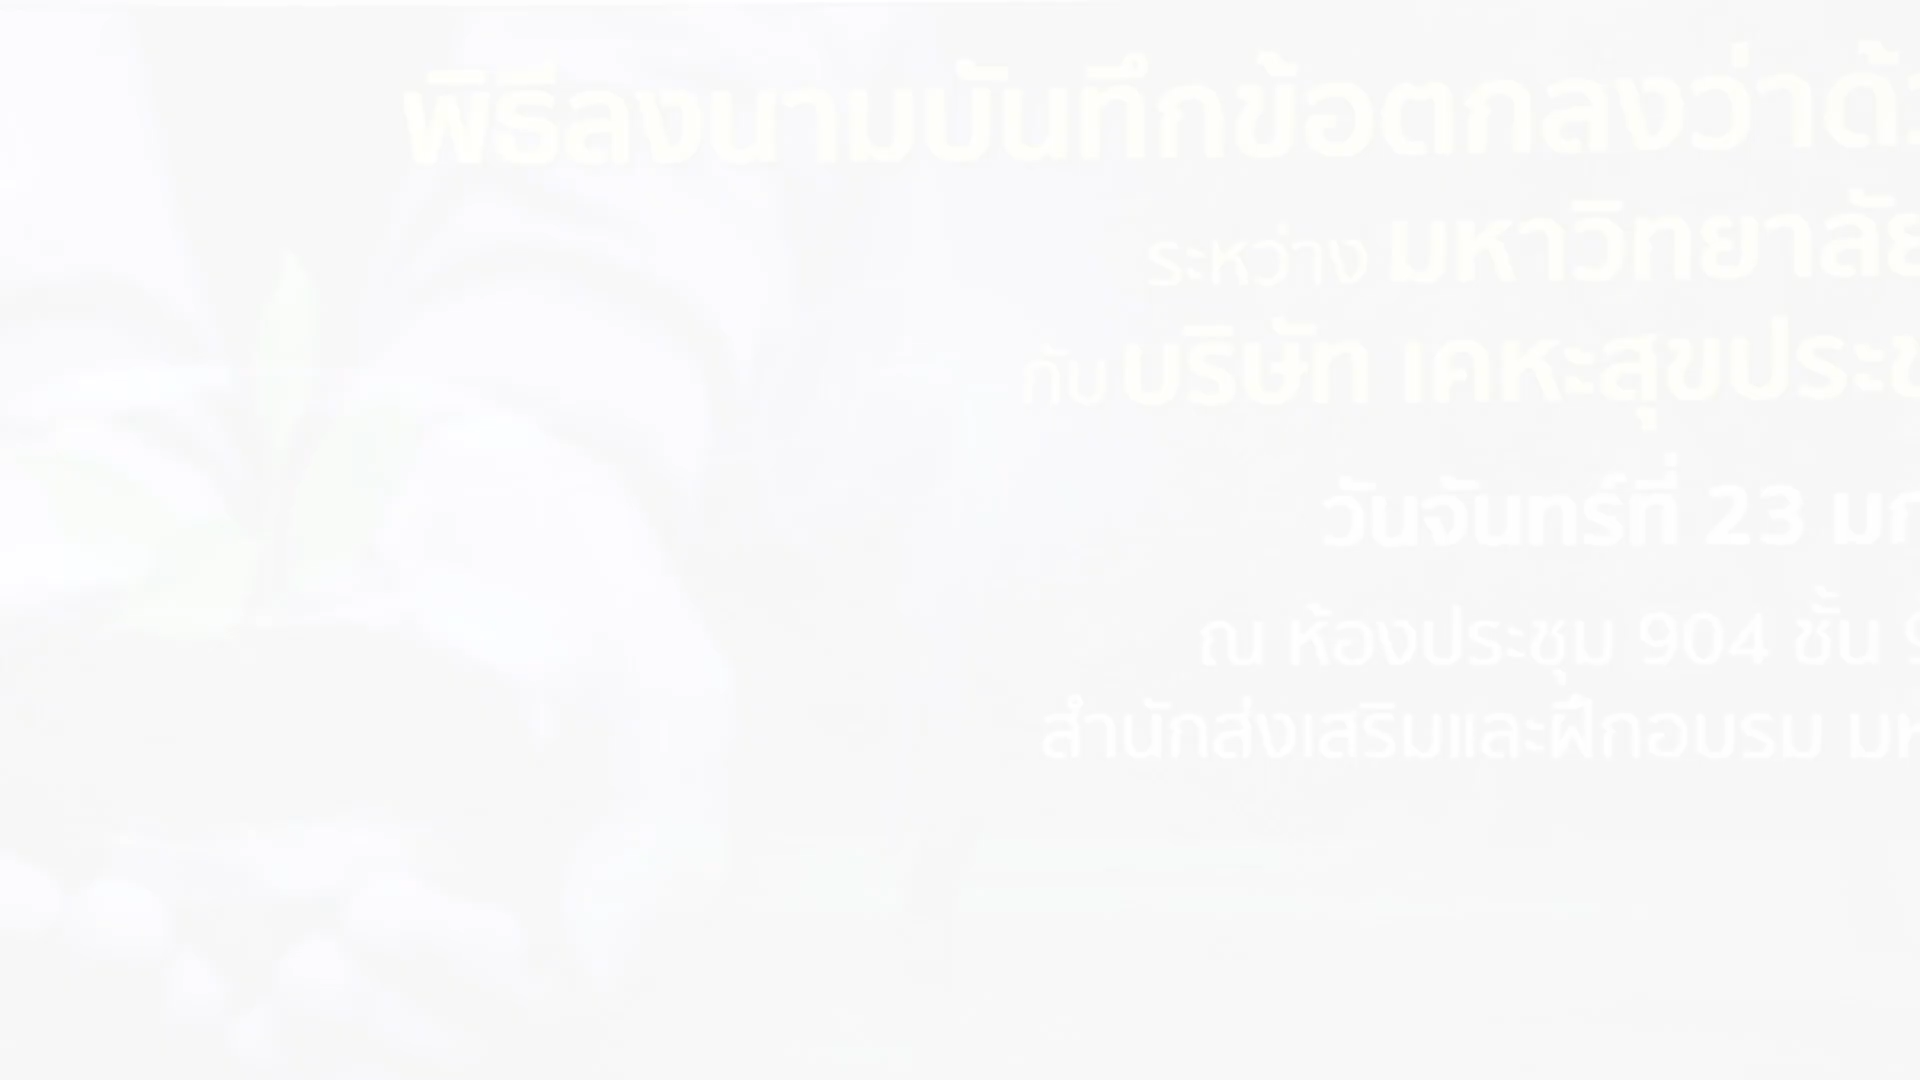 พิธีลงนามบันทึกข้อตกลงว่าด้ว
ระหว่าง มหาวิทยาลัย
กับ บริษัท เคหะสุขประช
วันจันทร์ที่ 23 มก
ณ ห้องประชุม 904 ชั้น 9
สำนักส่งเสริมและฝึกอบรม มห